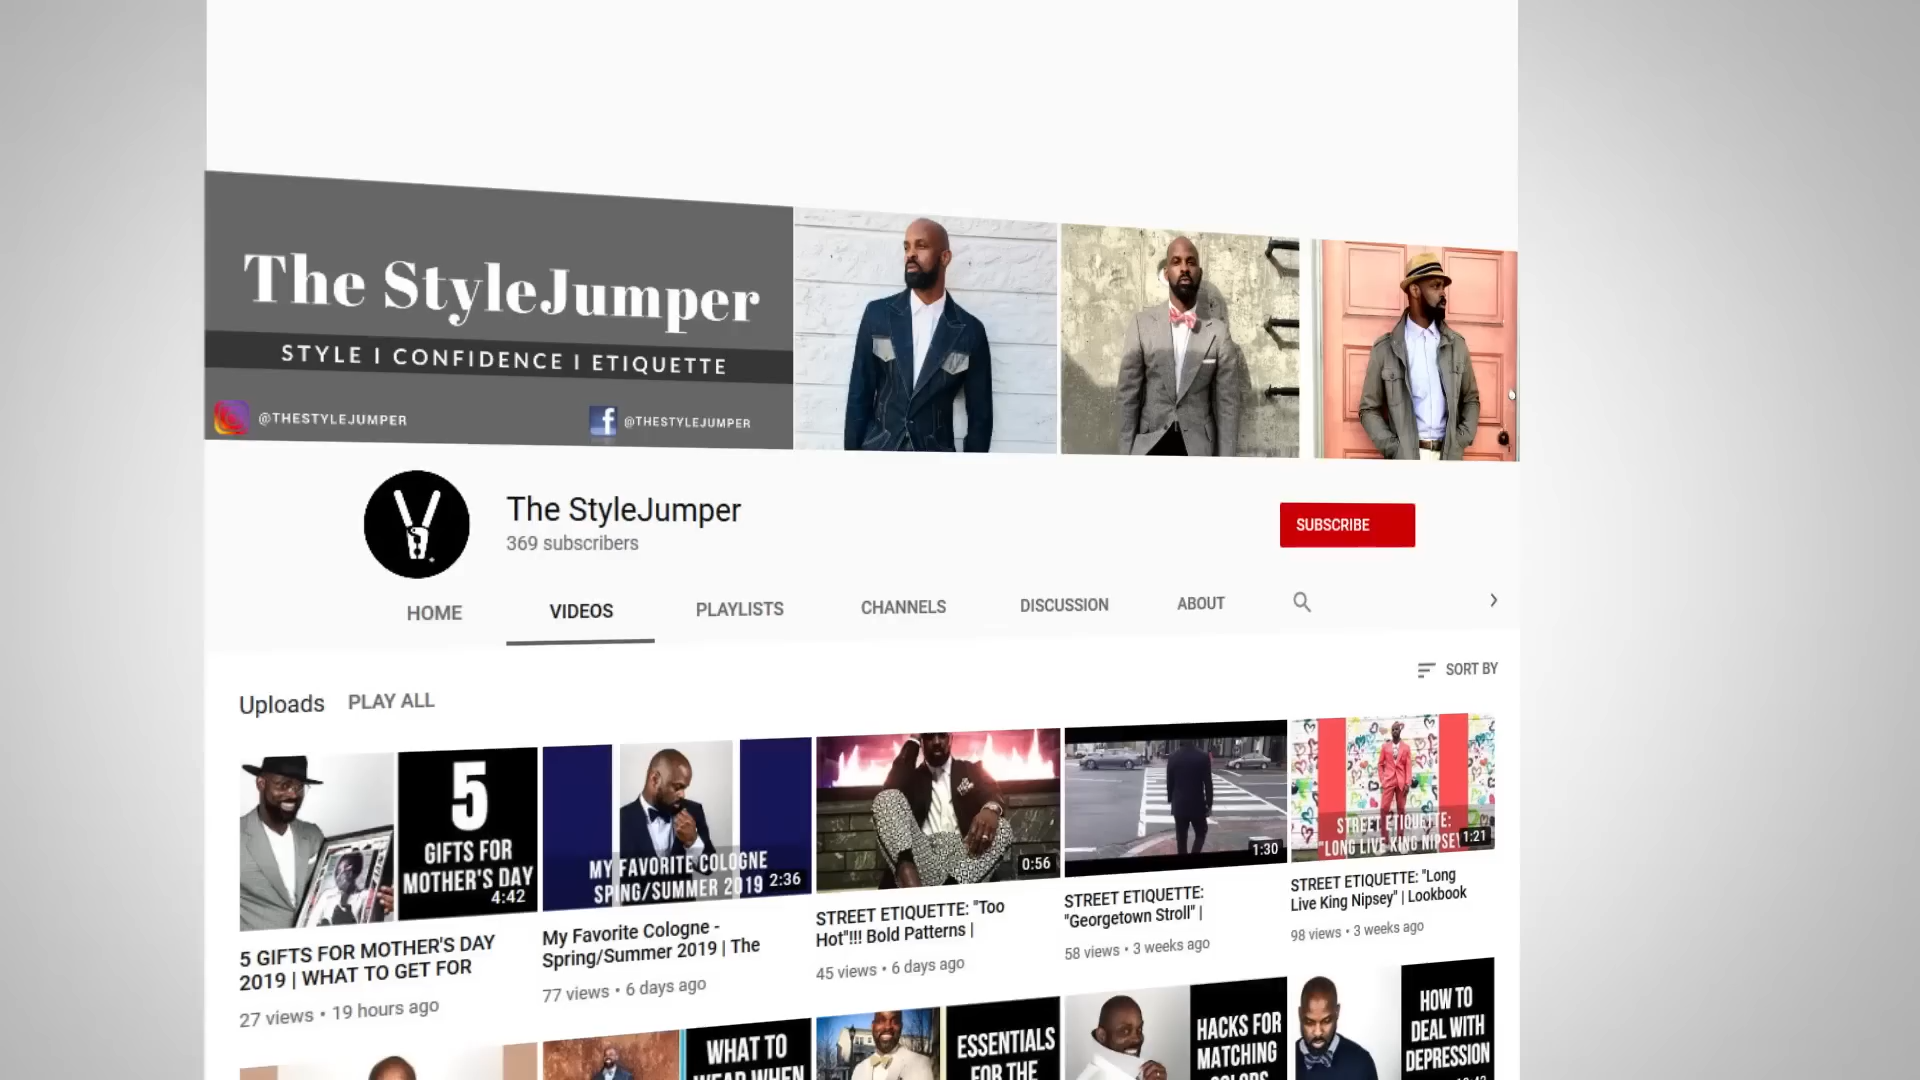 The StyleJumper
STYLE I CONFIDENCE I ETIQUETTE
@THESTYLEJUMPER
@THESTYLEJUMPER
The StyleJumper
369 subscribers
SUBSCRIBE
HOME
VIDEOS
PLAYLISTS
CHANNELS
DISCUSSION
ABOUT
SORT BY
Uploads
PLAY ALL
5
GIFTS FOR
MOTHER'S DAY
4:42
MY FAVORITE COLOGNE
SPING/SUMMER 2019
2:36
0:56
1:30
STREET ETIQUETTE:
"LONG LIVE KING NIPSEY
1:21
5 GIFTS FOR MOTHER'S DAY
2019 | WHAT TO GET FOR
27 views • 19 hours ago
My Favorite Cologne -
Spring/Summer 2019 | The
77 views • 6 days ago
STREET ETIQUETTE: "Too
Hot"!!! Bold Patterns |
45 views • 6 days ago
STREET ETIQUETTE:
"Georgetown Stroll" |
58 views • 3 weeks ago
STREET ETIQUETTE: "Long
Live King Nipsey" | Lookbook
98 views • 3 weeks ago
WHAT TO
WEAR WHEN
ESSENTIALS
FOR THE
HACKS FOR
MATCHING
COLORS
HOW TO
DEAL WITH
DEPRESSION